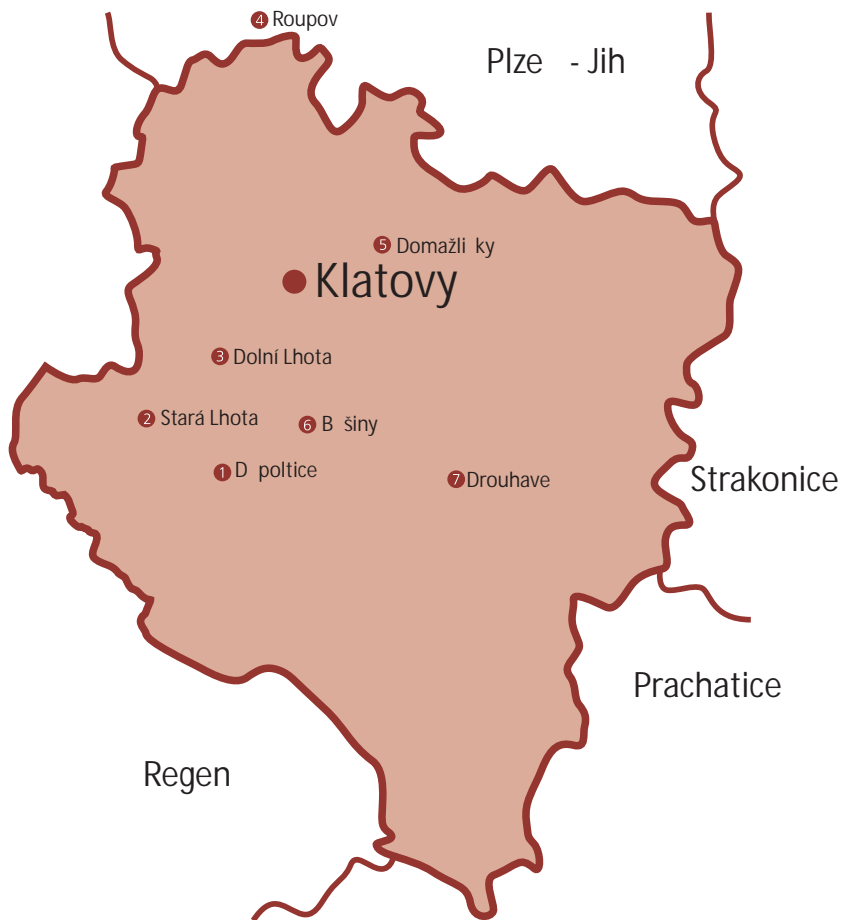 4 Roupov
Plze - Jih
5 Domažli ky
Klatovy
3 Dolní Lhota
2 Stará Lhota
6 B šiny
1 D poltice
7 Drouhave
Strakonice
Prachatice
Regen